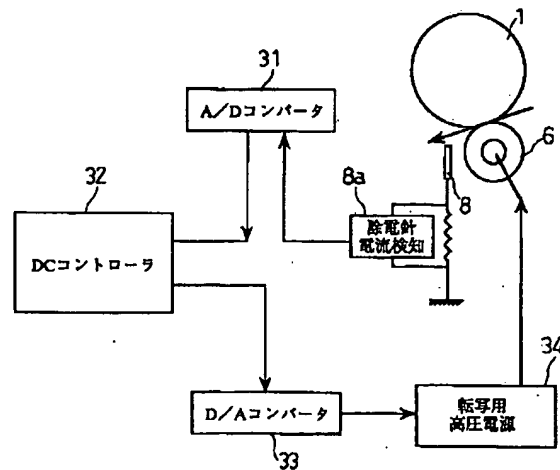 1
31
A/Dコンバータ
6
32
8
8a
除電針
電流検知
DCコントローラ
34
D/Aコンバータ
転写用
高圧電源
33